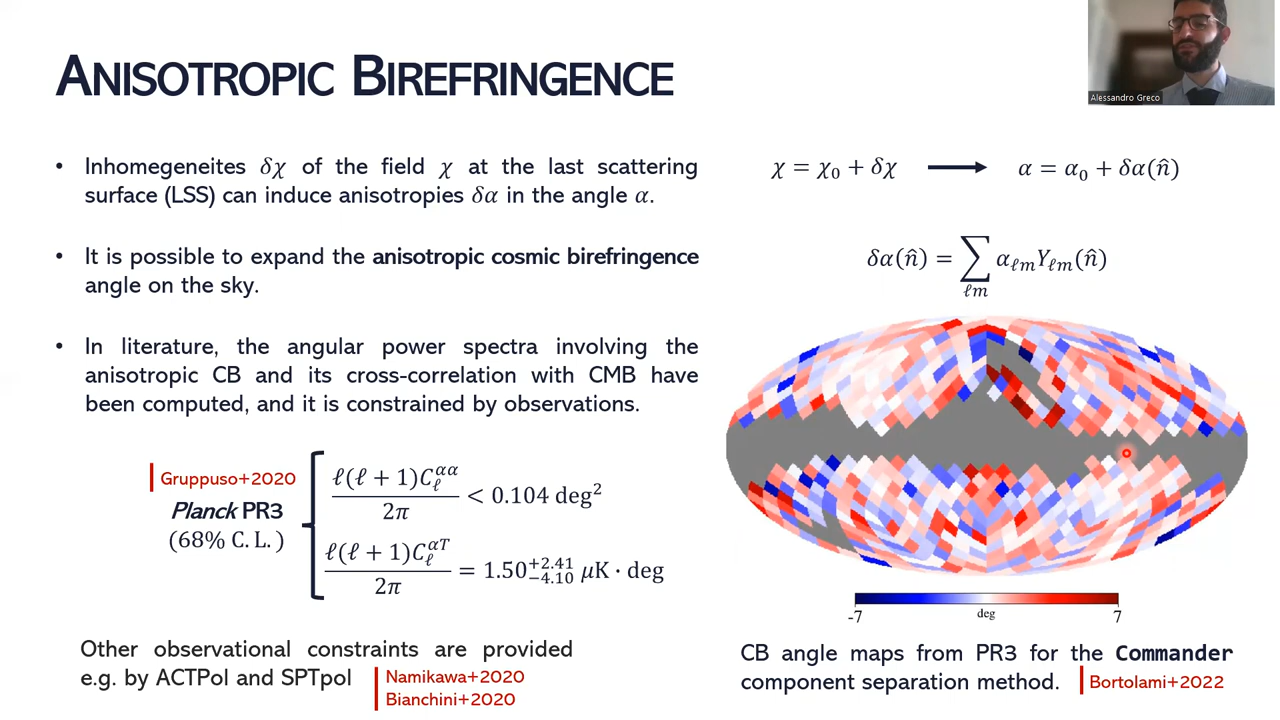 ANISOTROPIC BIREFRINGENCE
Alessandro Greco
• Inhomegeneites δχ of the field χ at the last scattering
surface (LSS) can induce anisotropies δα in the angle α.
χ = χ₀ + δχ ⟶ α = α₀ + δα(n̂)
• It is possible to expand the anisotropic cosmic birefringence
angle on the sky.
δα(n̂) = ∑_{ℓm} α_{ℓm}Y_{ℓm}(n̂)
• In literature, the angular power spectra involving the
anisotropic CB and its cross-correlation with CMB have
been computed, and it is constrained by observations.
Gruppuso+2020
Planck PR3
(68% C. L.)
ℓ(ℓ + 1)C_ℓ^{αα} / 2π < 0.104 deg²
ℓ(ℓ + 1)C_ℓ^{αT} / 2π = 1.50^{+2.41}_{−4.10} μK · deg
Other observational constraints are provided
e.g. by ACTPol and SPTpol
Namikawa+2020
Bianchini+2020
-7 deg 7
CB angle maps from PR3 for the Commander
component separation method.
Bortolami+2022